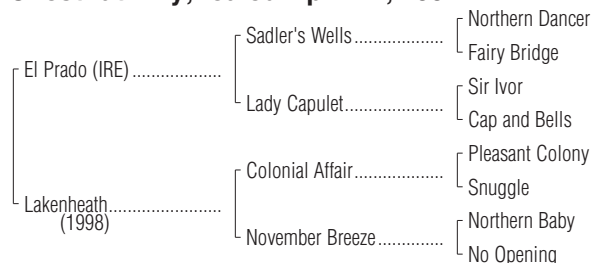 Northern Dancer
Sadler's Wells
Fairy Bridge
El Prado (IRE)
Sir Ivor
Lady Capulet
Cap and Bells
Pleasant Colony
Colonial Affair
Snuggle
Lakenheath
(1998)
Northern Baby
November Breeze
No Opening